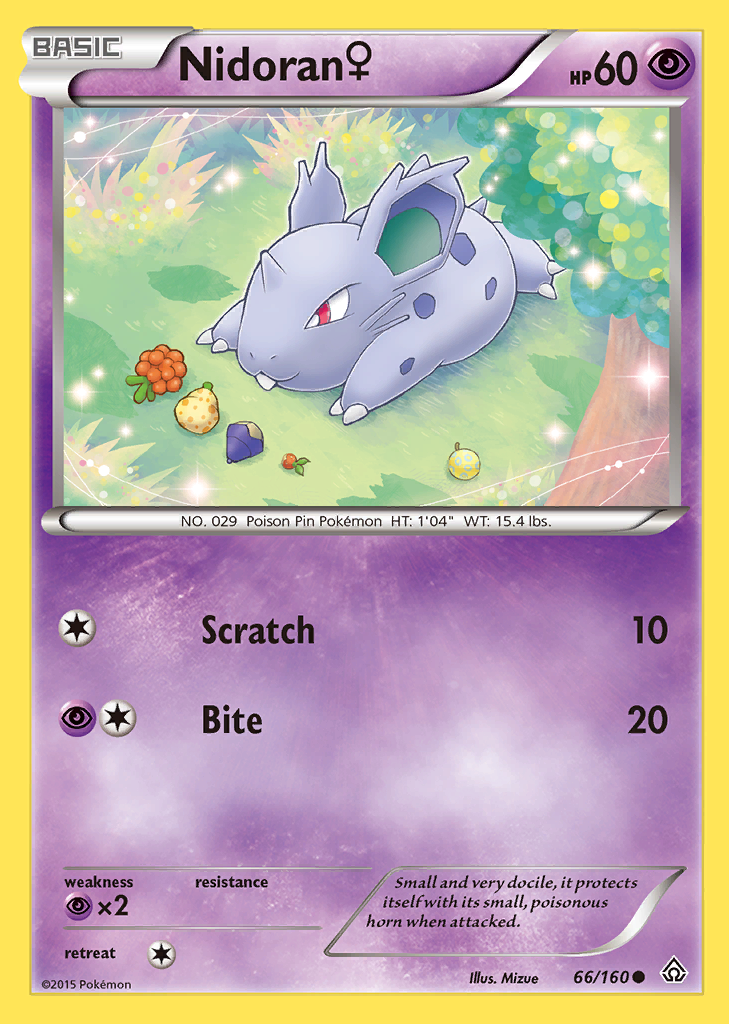 BASIC
Nidoran♀
HP60
NO. 029 Poison Pin Pokémon HT: 1'04" WT: 15.4 lbs.
Scratch 10
Bite 20
weakness resistance
×2
retreat
Small and very docile, it protects
itself with its small, poisonous
horn when attacked.
©2015 Pokémon
Illus. Mizue 66/160